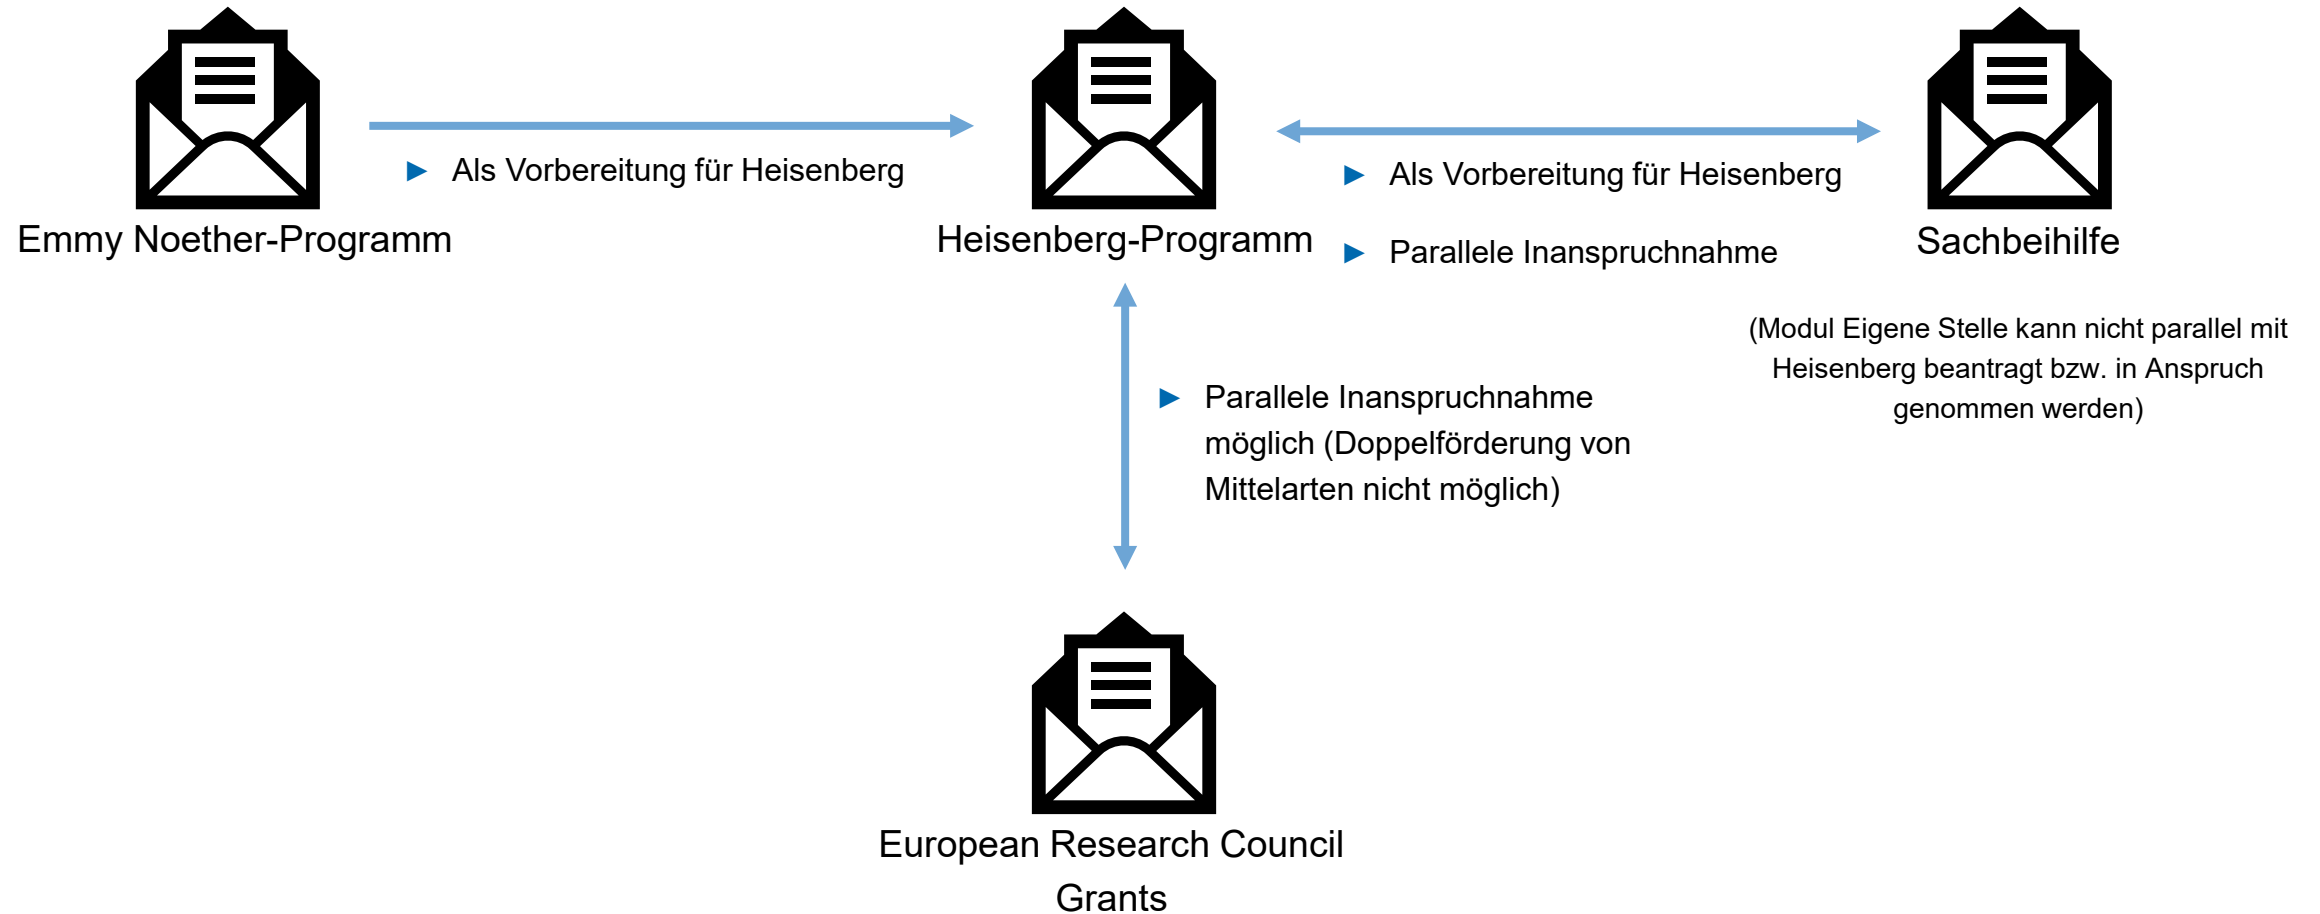 Als Vorbereitung für Heisenberg
Emmy Noether-Programm
Heisenberg-Programm
Als Vorbereitung für Heisenberg
Parallele Inanspruchnahme
Sachbeihilfe
(Modul Eigene Stelle kann nicht parallel mit
Heisenberg beantragt bzw. in Anspruch
genommen werden)
Parallele Inanspruchnahme
möglich (Doppelförderung von
Mittelarten nicht möglich)
European Research Council
Grants